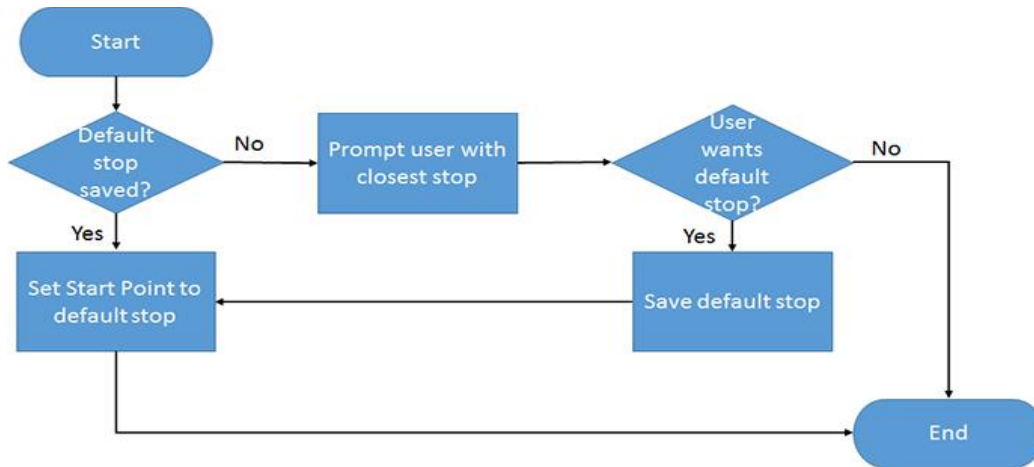 Start
Default
stop
saved?
No
Prompt user with
closest stop
User
wants
default
stop?
No
Yes
Yes
Set Start Point to
default stop
Save default stop
End